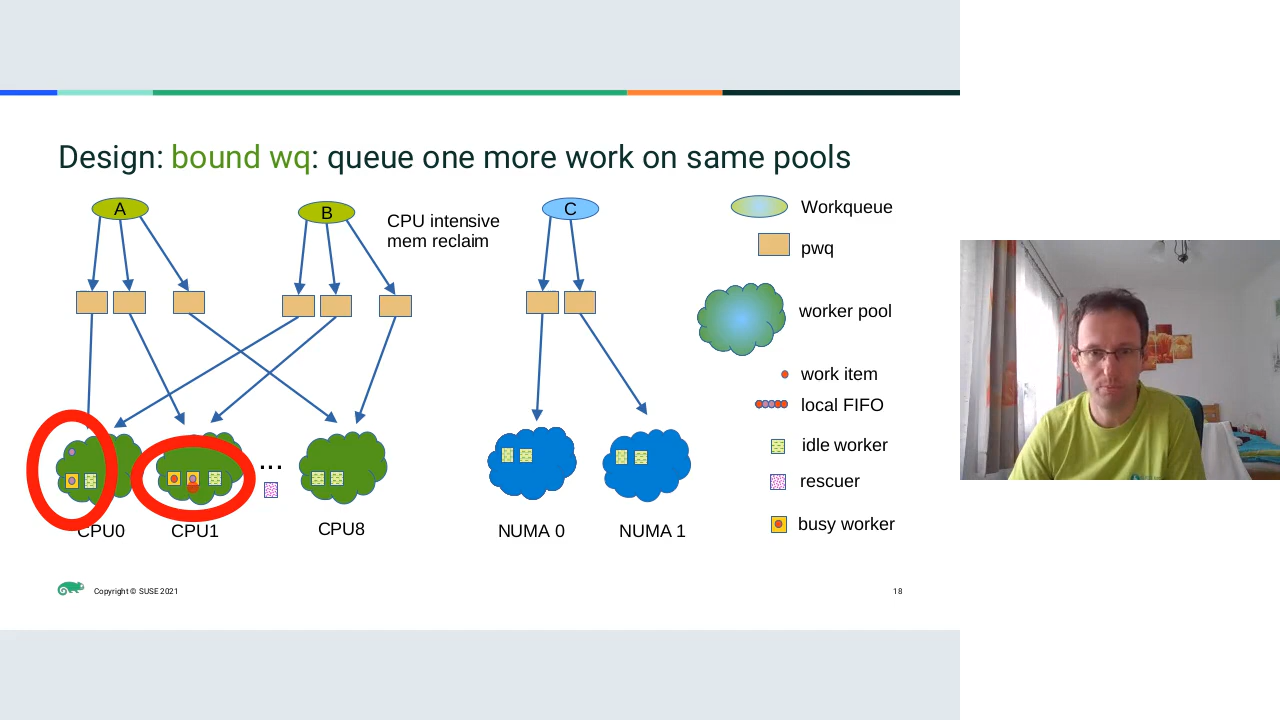 Design: bound wq: queue one more work on same pools
A
B
CPU intensive
mem reclaim
C
Workqueue
pwq
worker pool
work item
local FIFO
idle worker
rescuer
busy worker
...
CPU0
CPU1
CPU8
NUMA 0
NUMA 1
Copyright © SUSE 2021
18